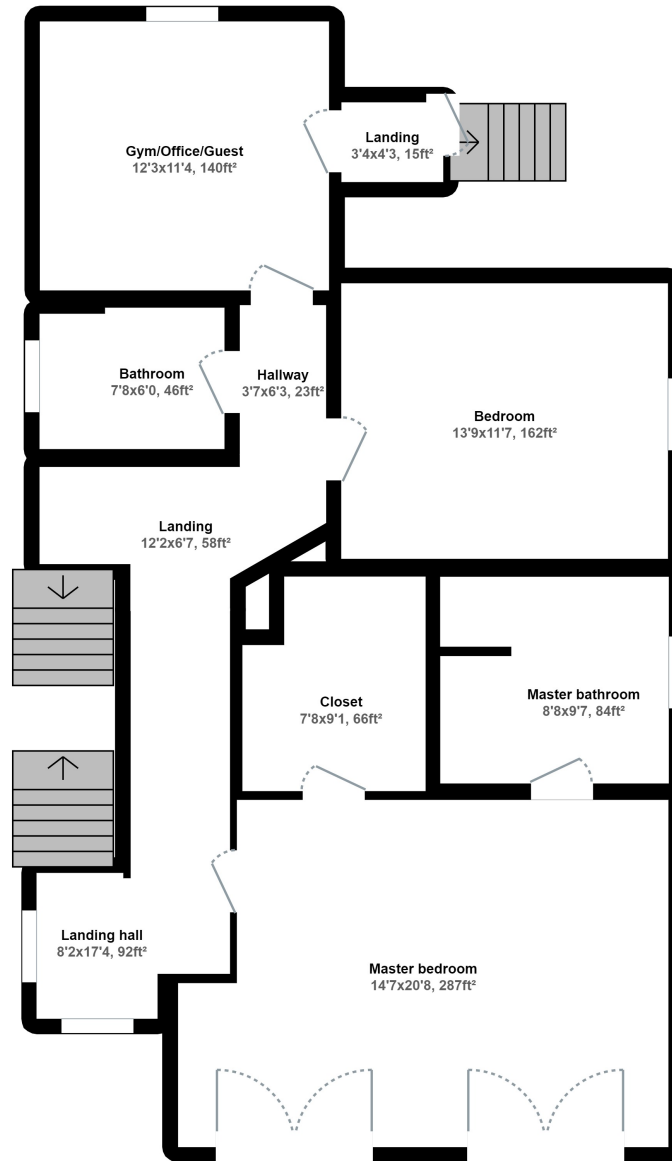 Gym/Office/Guest
12'3x11'4, 140ft²
Landing
3'4x4'3, 15ft²
Bathroom
7'8x6'0, 46ft²
Hallway
3'7x6'3, 23ft²
Bedroom
13'9x11'7, 162ft²
Landing
12'2x6'7, 58ft²
Closet
7'8x9'1, 66ft²
Master bathroom
8'8x9'7, 84ft²
Landing hall
8'2x17'4, 92ft²
Master bedroom
14'7x20'8, 287ft²